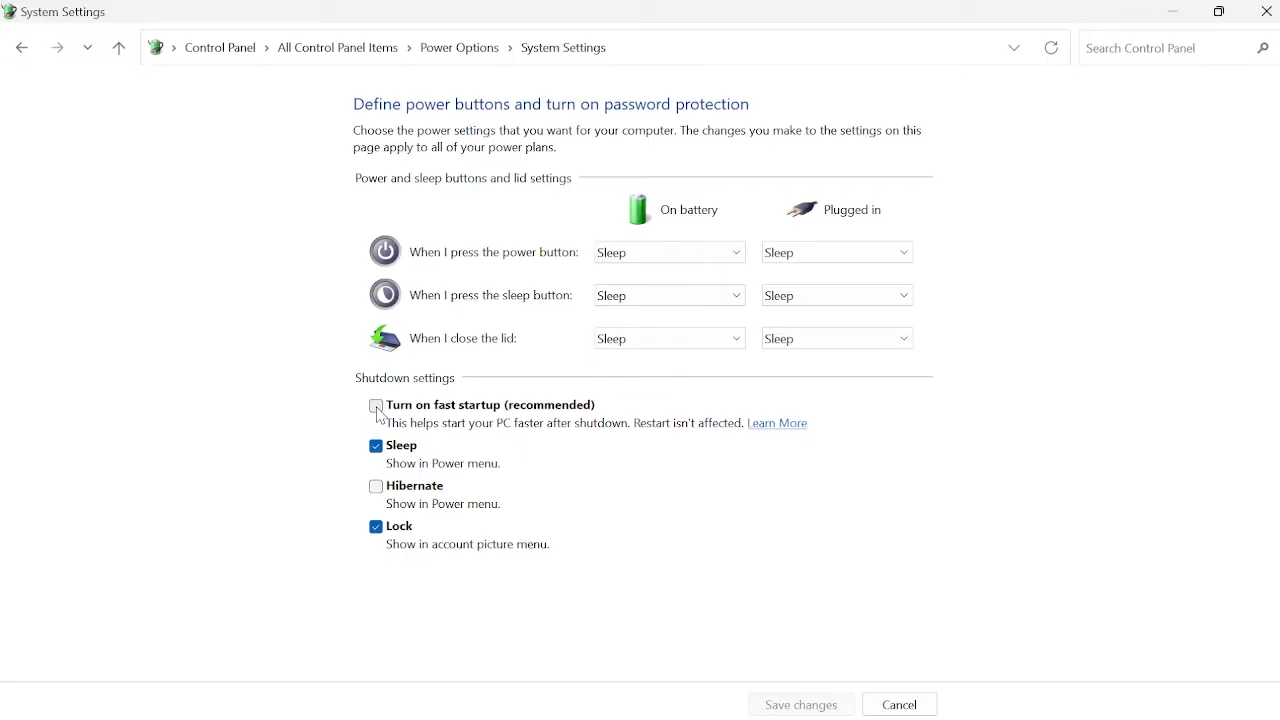 System Settings
Control Panel > All Control Panel Items > Power Options > System Settings
Search Control Panel
Define power buttons and turn on password protection
Choose the power settings that you want for your computer. The changes you make to the settings on this
page apply to all of your power plans.
Power and sleep buttons and lid settings
On battery Plugged in
When I press the power button: Sleep Sleep
When I press the sleep button: Sleep Sleep
When I close the lid: Sleep Sleep
Shutdown settings
Turn on fast startup (recommended)
This helps start your PC faster after shutdown. Restart isn't affected. Learn More
Sleep
Show in Power menu.
Hibernate
Show in Power menu.
Lock
Show in account picture menu.
Save changes Cancel